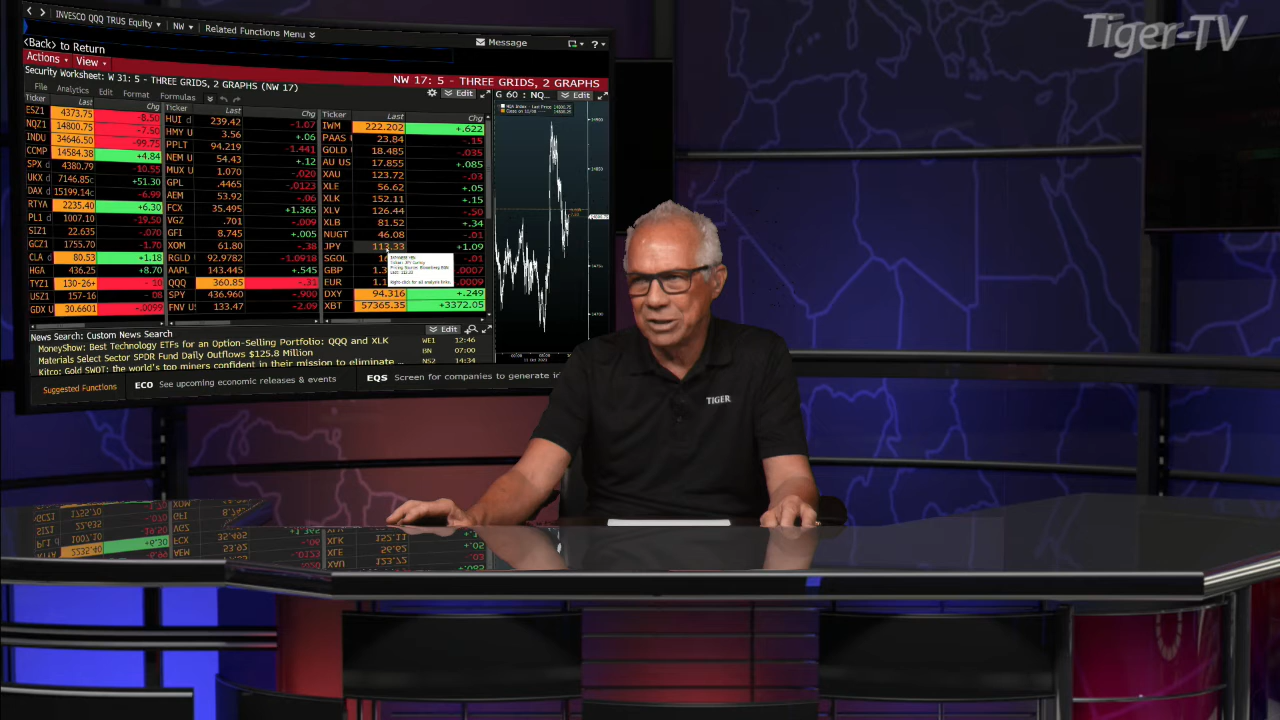 Tiger-TV
INVESCO QQQ TRUS Equity NW Related Functions Menu
Message
<Back> to Return
Actions View
NW 17: 5 - THREE GRIDS, 2 GRAPHS
Security Worksheet: W 31: 5 - THREE GRIDS, 2 GRAPHS (NW 17)
File Analytics Edit Format Formulas
Edit
G 60 : NQ... Edit
Ticker Last Chg
ESZ1 4373.75 -8.50
NQZ1 14800.75 -7.50
INDU 34646.50 -99.75
CCMP 14584.38 +4.84
SPX d 4380.79 -10.55
UKX d 7146.85c +51.30
DAX d 15199.14c -6.99
RTYA 2235.40 +6.30
PL1 d 1007.10 -19.50
SIZ1 22.635 -.070
GCZ1 1755.70 -1.70
CLA d 80.53 +1.18
HGA 436.25 +8.70
TYZ1 130-26+ - 10
USZ1 157-16 - 06
GDX U 30.6601 -.0099
Ticker Last Chg
HUI d 239.42 -1.07
HMY U 3.56 +.06
PPLT 94.219 -1.441
NEM U 54.43 +.12
MUX U 1.070 -.020
GPL .4465 -.0123
AEM 53.92 -.06
FCX 35.495 +1.365
VGZ .701 -.009
GFI 8.745 +.005
XOM 61.80 -.38
RGLD 92.9782 -1.0918
AAPL 143.445 +.545
QQQ 360.85 -.31
SPY 436.960 -.900
FNV U 133.47 -2.09
Ticker Last Chg
IWM 222.202 +.622
PAAS 23.84 -.15
GOLD 18.485 -.035
AU US 17.855 +.085
XAU 123.72 -.03
XLE 56.62 +.05
XLK 152.11 +.15
XLV 126.44 -.50
XLB 81.52 +.34
NUGT 46.08 -.01
JPY 113.33 +1.09
SGOL -.01
GBP .0007
EUR .0009
DXY 94.316 +.249
XBT 57365.35 +3372.05
Edit
News Search: Custom News Search
MoneyShow: Best Technology ETFs for an Option-Selling Portfolio: QQQ and XLK WE1 12:46
Materials Select Sector SPDR Fund Daily Outflows $125.8 Million BN 07:00
Kitco: Gold SWOT: the world's top miners confident in their mission to eliminate ... NS2 14:34
Suggested Functions ECO See upcoming economic releases & events EQS Screen for companies to generate
TIGER